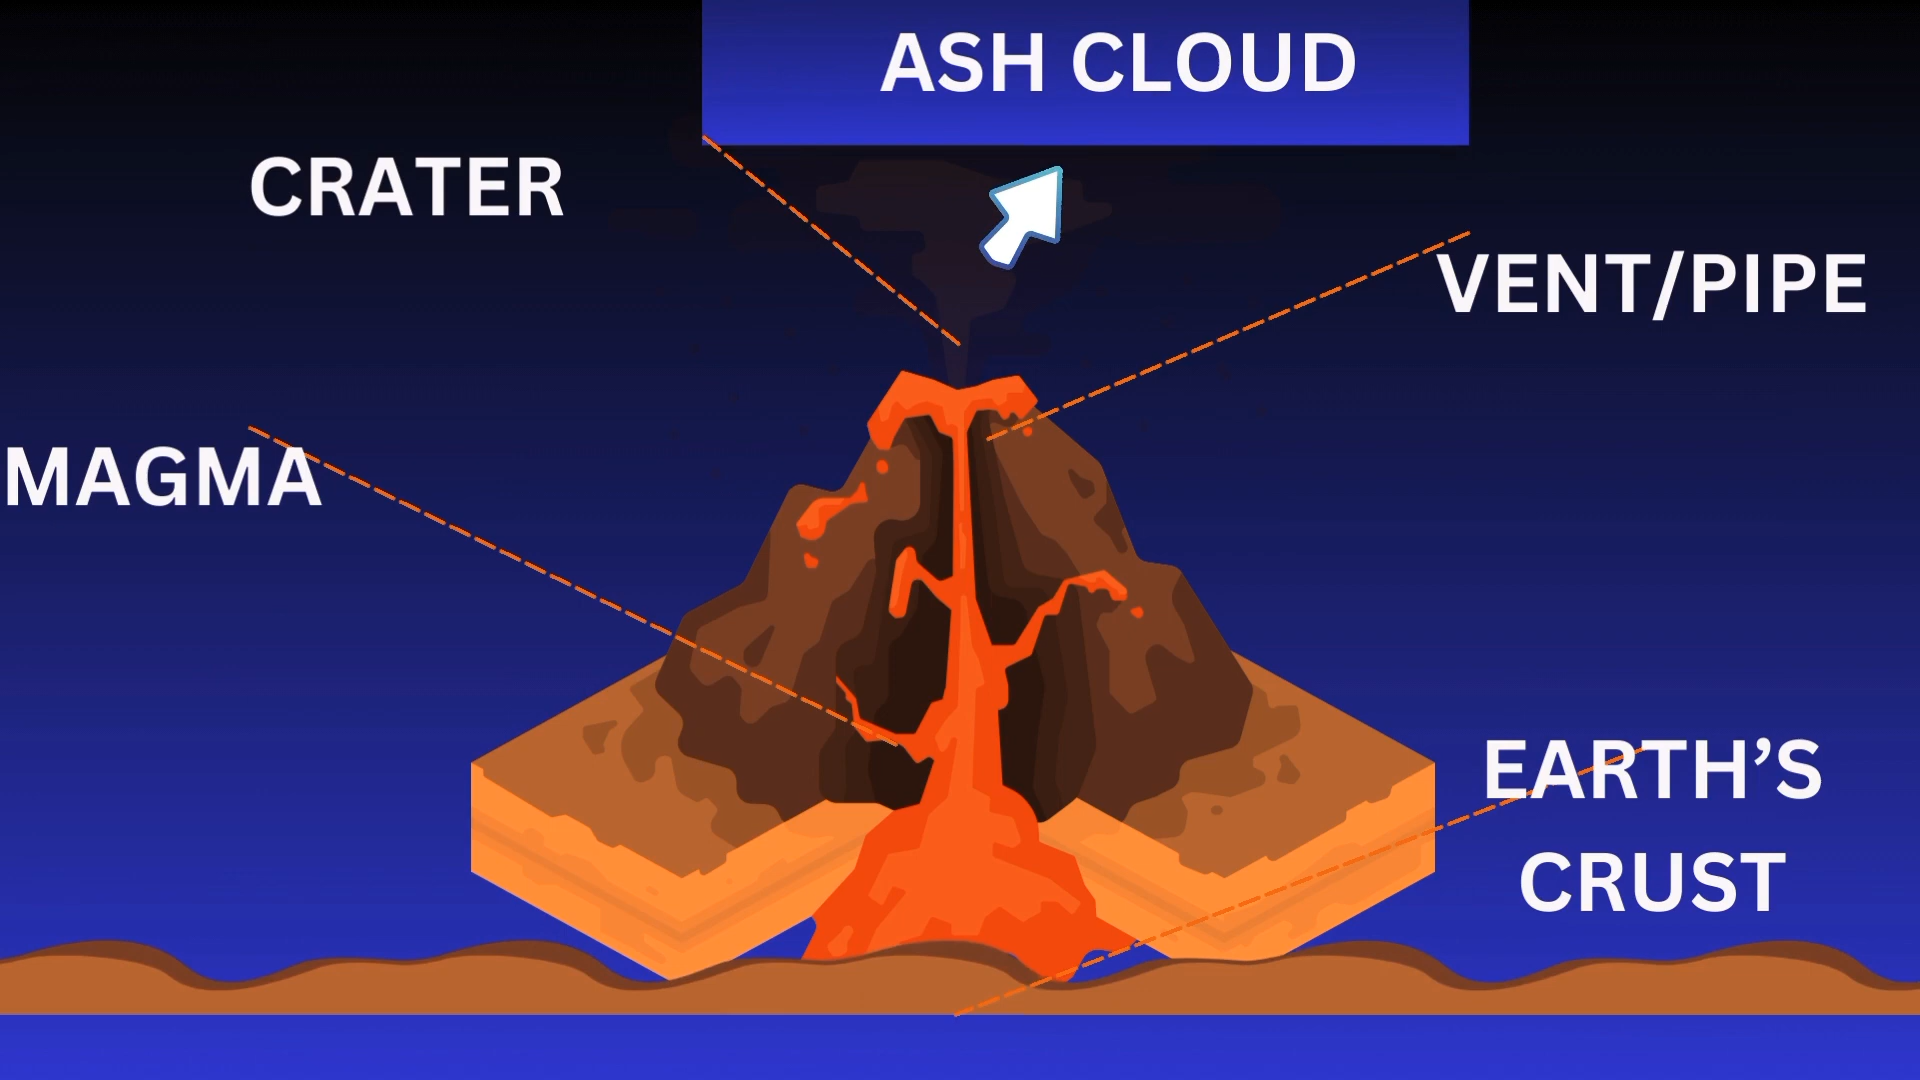 ASH CLOUD
CRATER
VENT/PIPE
MAGMA
EARTH’S
CRUST